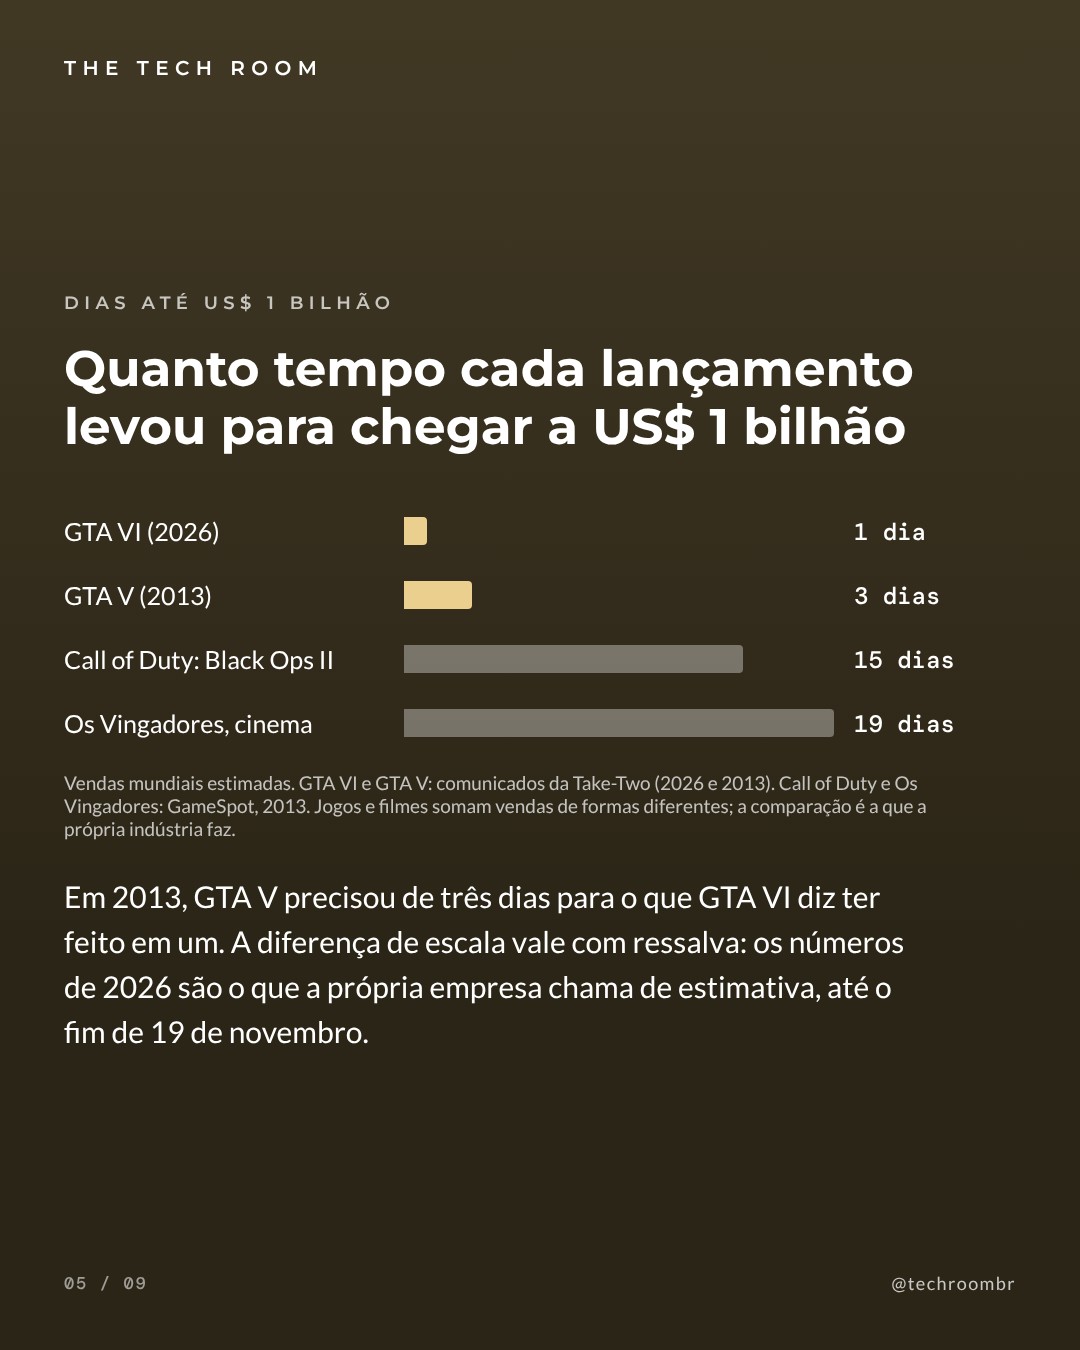 THE TECH ROOM
DIAS ATÉ US$ 1 BILHÃO
Quanto tempo cada lançamento
levou para chegar a US$ 1 bilhão
GTA VI (2026) 1 dia
GTA V (2013) 3 dias
Call of Duty: Black Ops II 15 dias
Os Vingadores, cinema 19 dias
Vendas mundiais estimadas. GTA VI e GTA V: comunicados da Take-Two (2026 e 2013). Call of Duty e Os
Vingadores: GameSpot, 2013. Jogos e filmes somam vendas de formas diferentes; a comparação é a que a
própria indústria faz.
Em 2013, GTA V precisou de três dias para o que GTA VI diz ter
feito em um. A diferença de escala vale com ressalva: os números
de 2026 são o que a própria empresa chama de estimativa, até o
fim de 19 de novembro.
05 / 09
@techroombr